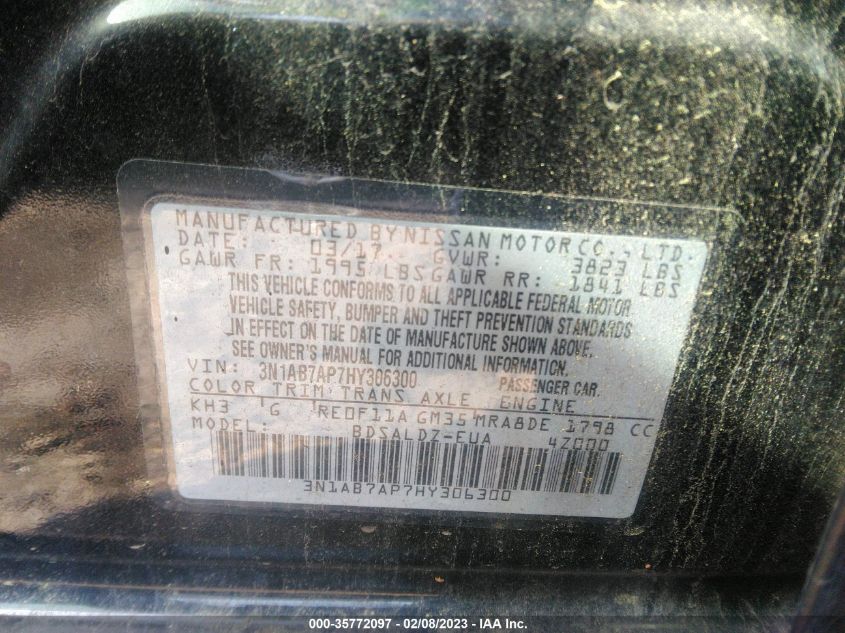 MANUFACTURED BY NISSAN MOTOR CO., LTD.
DATE: 03/17 GVWR: 3823 LBS
GAWR FR: 1995 LBS GAWR RR: 1841 LBS
THIS VEHICLE CONFORMS TO ALL APPLICABLE FEDERAL MOTOR
VEHICLE SAFETY, BUMPER AND THEFT PREVENTION STANDARDS
IN EFFECT ON THE DATE OF MANUFACTURE SHOWN ABOVE.
SEE OWNER'S MANUAL FOR ADDITIONAL INFORMATION.
VIN: 3N1AB7AP7HY306300 PASSENGER CAR.
COLOR TRIM TRANS AXLE ENGINE
KH3 G RE0F11A GM35 MRA8DE 1798 CC
MODEL: BDSALDZ-EUA 4Z000
3N1AB7AP7HY306300
000-35772097 - 02/08/2023 - IAA Inc.